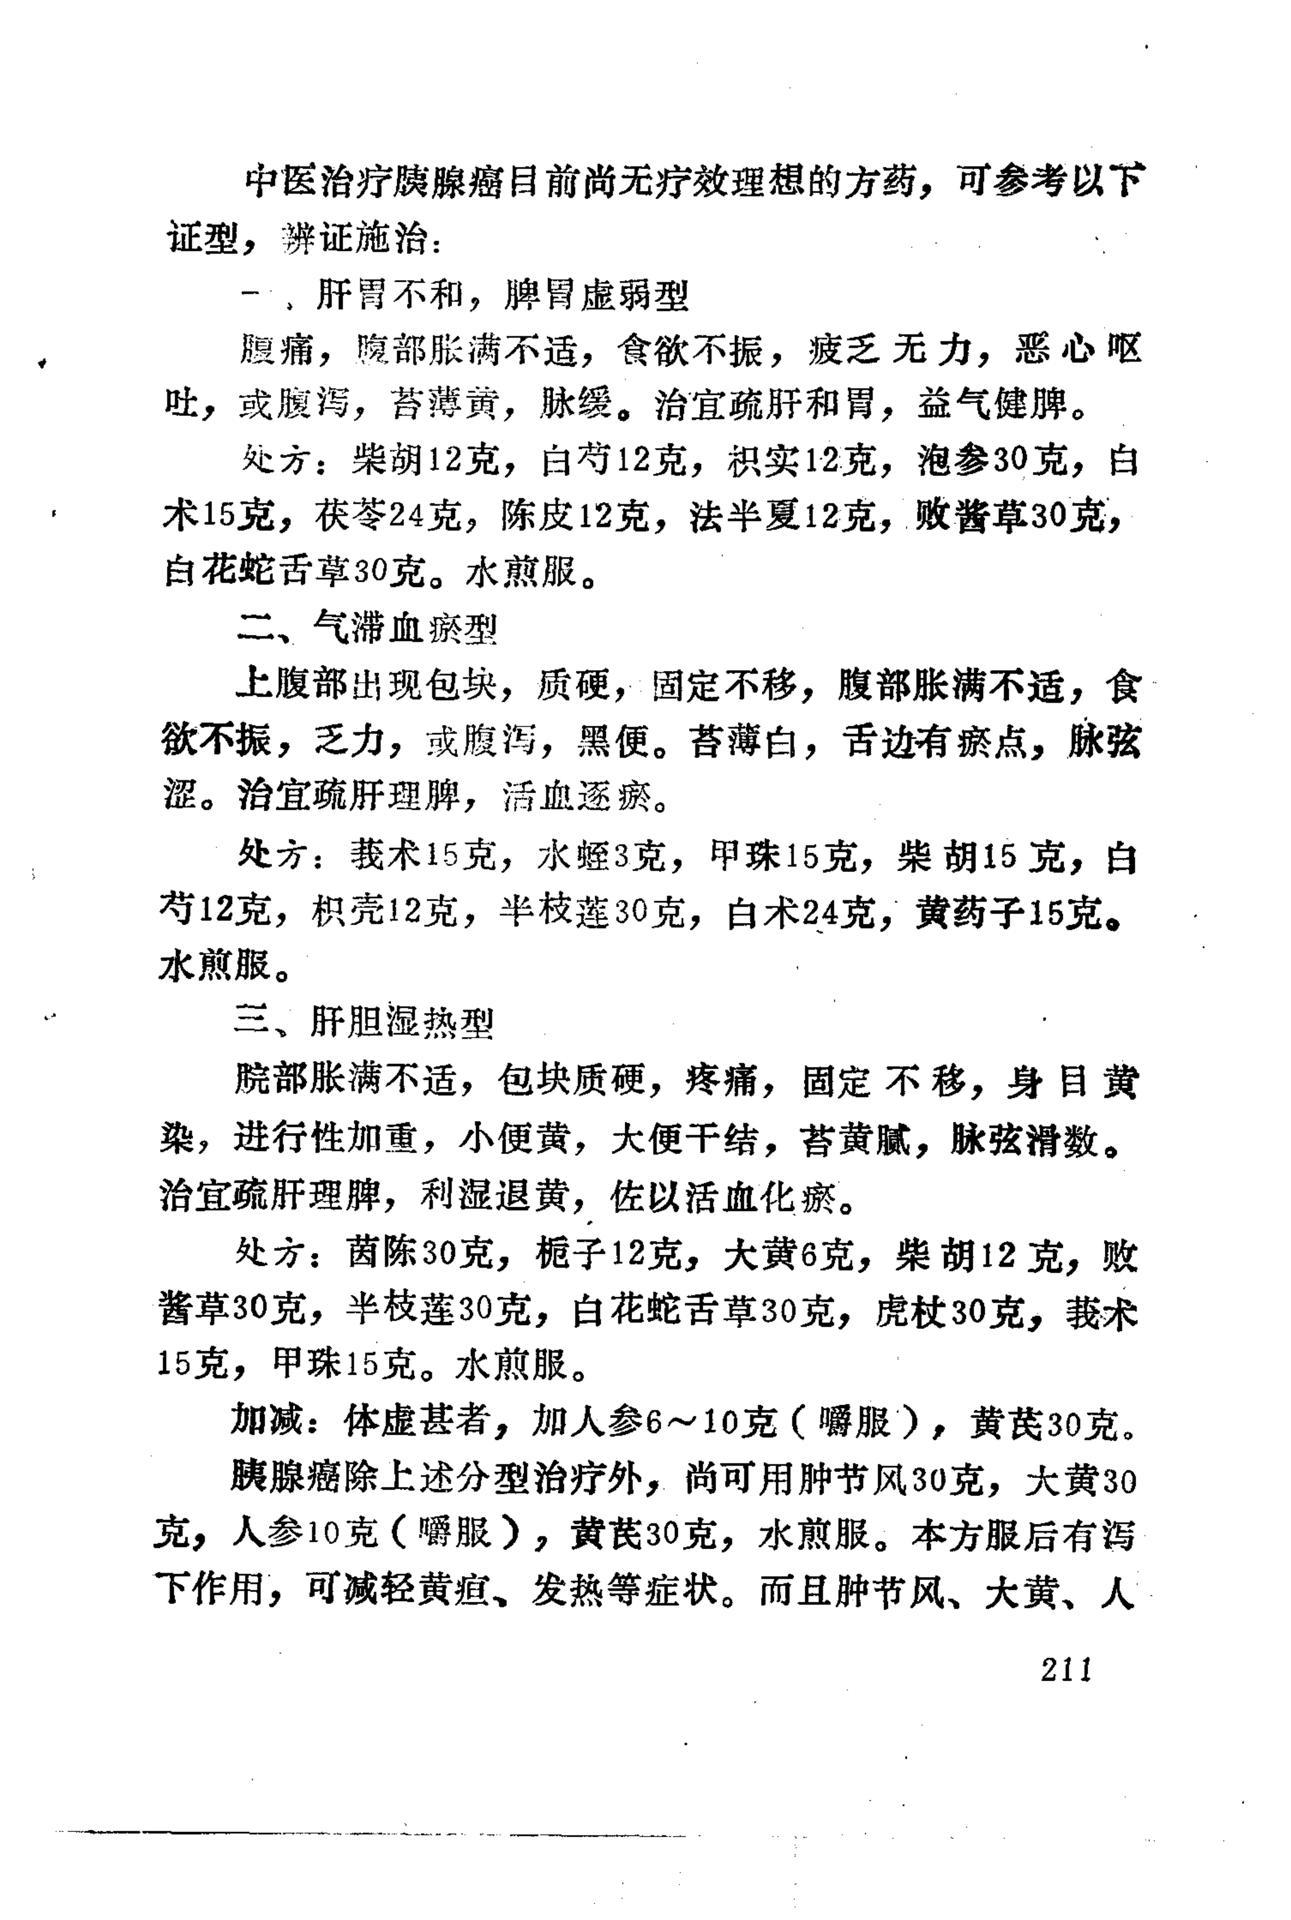 中医治疗胰腺癌目前尚无疗效理想的方药，可参考以下
证型，辨证施治：
一、肝胃不和，脾胃虚弱型
腹痛，腹部胀满不适，食欲不振，疲乏无力，恶心呕
吐，或腹泻，苔薄黄，脉缓。治宜疏肝和胃，益气健脾。
处方：柴胡12克，白芍12克，枳实12克，泡参30克，白
术15克，茯苓24克，陈皮12克，法半夏12克，败酱草30克，
白花蛇舌草30克。水煎服。
二、气滞血瘀型
上腹部出现包块，质硬，固定不移，腹部胀满不适，食
欲不振，乏力，或腹泻，黑便。苔薄白，舌边有瘀点，脉弦
涩。治宜疏肝理脾，活血逐瘀。
处方：莪术15克，水蛭3克，甲珠15克，柴胡15克，白
芍12克，枳壳12克，半枝莲30克，白术24克，黄药子15克。
水煎服。
三、肝胆湿热型
脘部胀满不适，包块质硬，疼痛，固定不移，身目黄
染，进行性加重，小便黄，大便干结，苔黄腻，脉弦滑数。
治宜疏肝理脾，利湿退黄，佐以活血化瘀。
处方：茵陈30克，栀子12克，大黄6克，柴胡12克，败
酱草30克，半枝莲30克，白花蛇舌草30克，虎杖30克，莪术
15克，甲珠15克。水煎服。
加减：体虚甚者，加人参6～10克（嚼服），黄芪30克。
胰腺癌除上述分型治疗外，尚可用肿节风30克，大黄30
克，人参10克（嚼服），黄芪30克，水煎服。本方服后有泻
下作用，可减轻黄疸、发热等症状。而且肿节风、大黄、人
211